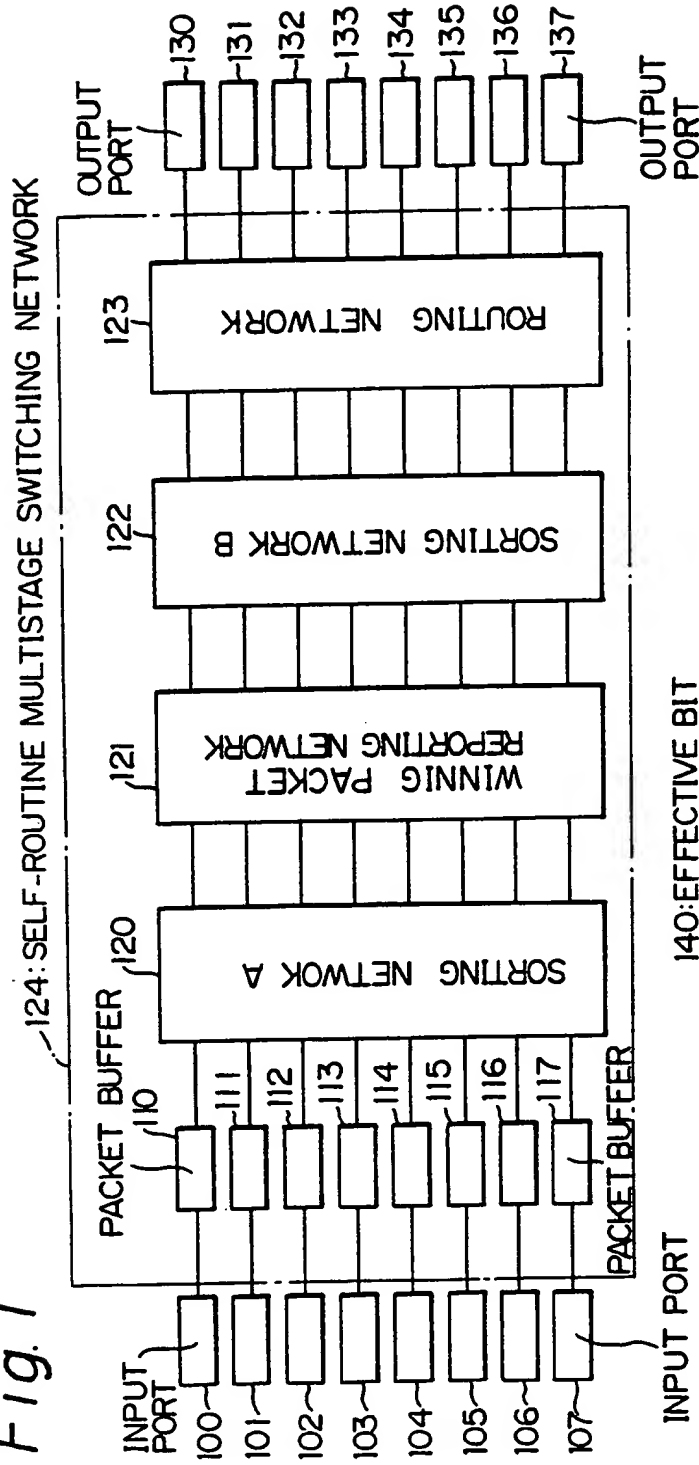 Fig. 1
124: SELF-ROUTINE MULTISTAGE SWITCHING NETWORK
INPUT
PORT
100
101
102
103
104
105
106
107
INPUT PORT
PACKET BUFFER
110
111
112
113
114
115
116
117
PACKET BUFFER
120
SORTING NETWOK A
121
WINNIG PACKET
REPORTING NETWORK
122
SORTING NETWORK B
123
ROUTING NETWORK
OUTPUT
PORT
130
131
132
133
134
135
136
137
OUTPUT
PORT
140: EFFECTIVE BIT